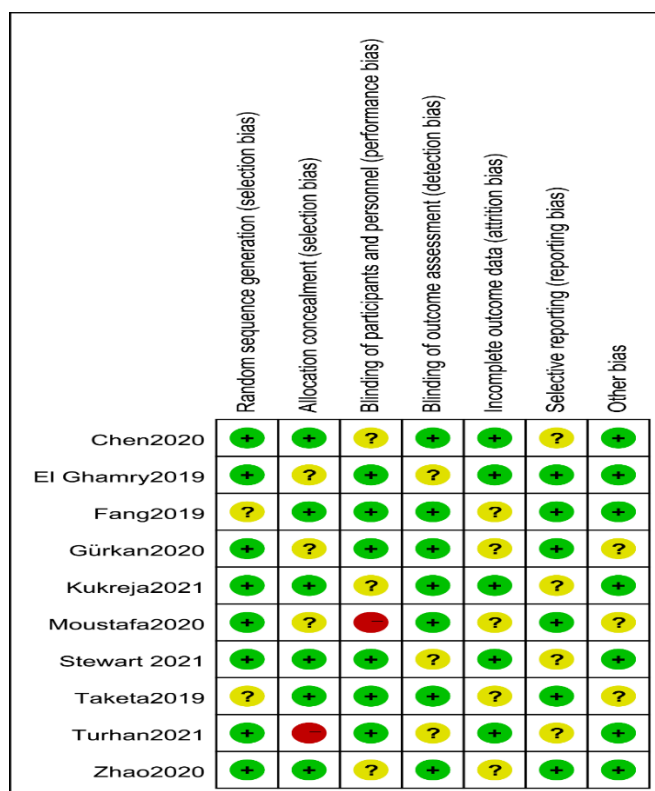 Random sequence generation (selection bias)
Allocation concealment (selection bias)
Blinding of participants and personnel (performance bias)
Blinding of outcome assessment (detection bias)
Incomplete outcome data (attrition bias)
Selective reporting (reporting bias)
Other bias
Chen2020 + + ? + + ? +
El Ghamry2019 + ? + ? + + +
Fang2019 ? + + + ? + +
Gürkan2020 + ? + + ? + ?
Kukreja2021 + + ? + + ? +
Moustafa2020 + ? - + ? + ?
Stewart 2021 + + + ? + ? +
Taketa2019 ? + + + ? + ?
Turhan2021 + - + ? + ? +
Zhao2020 + + ? + ? + +